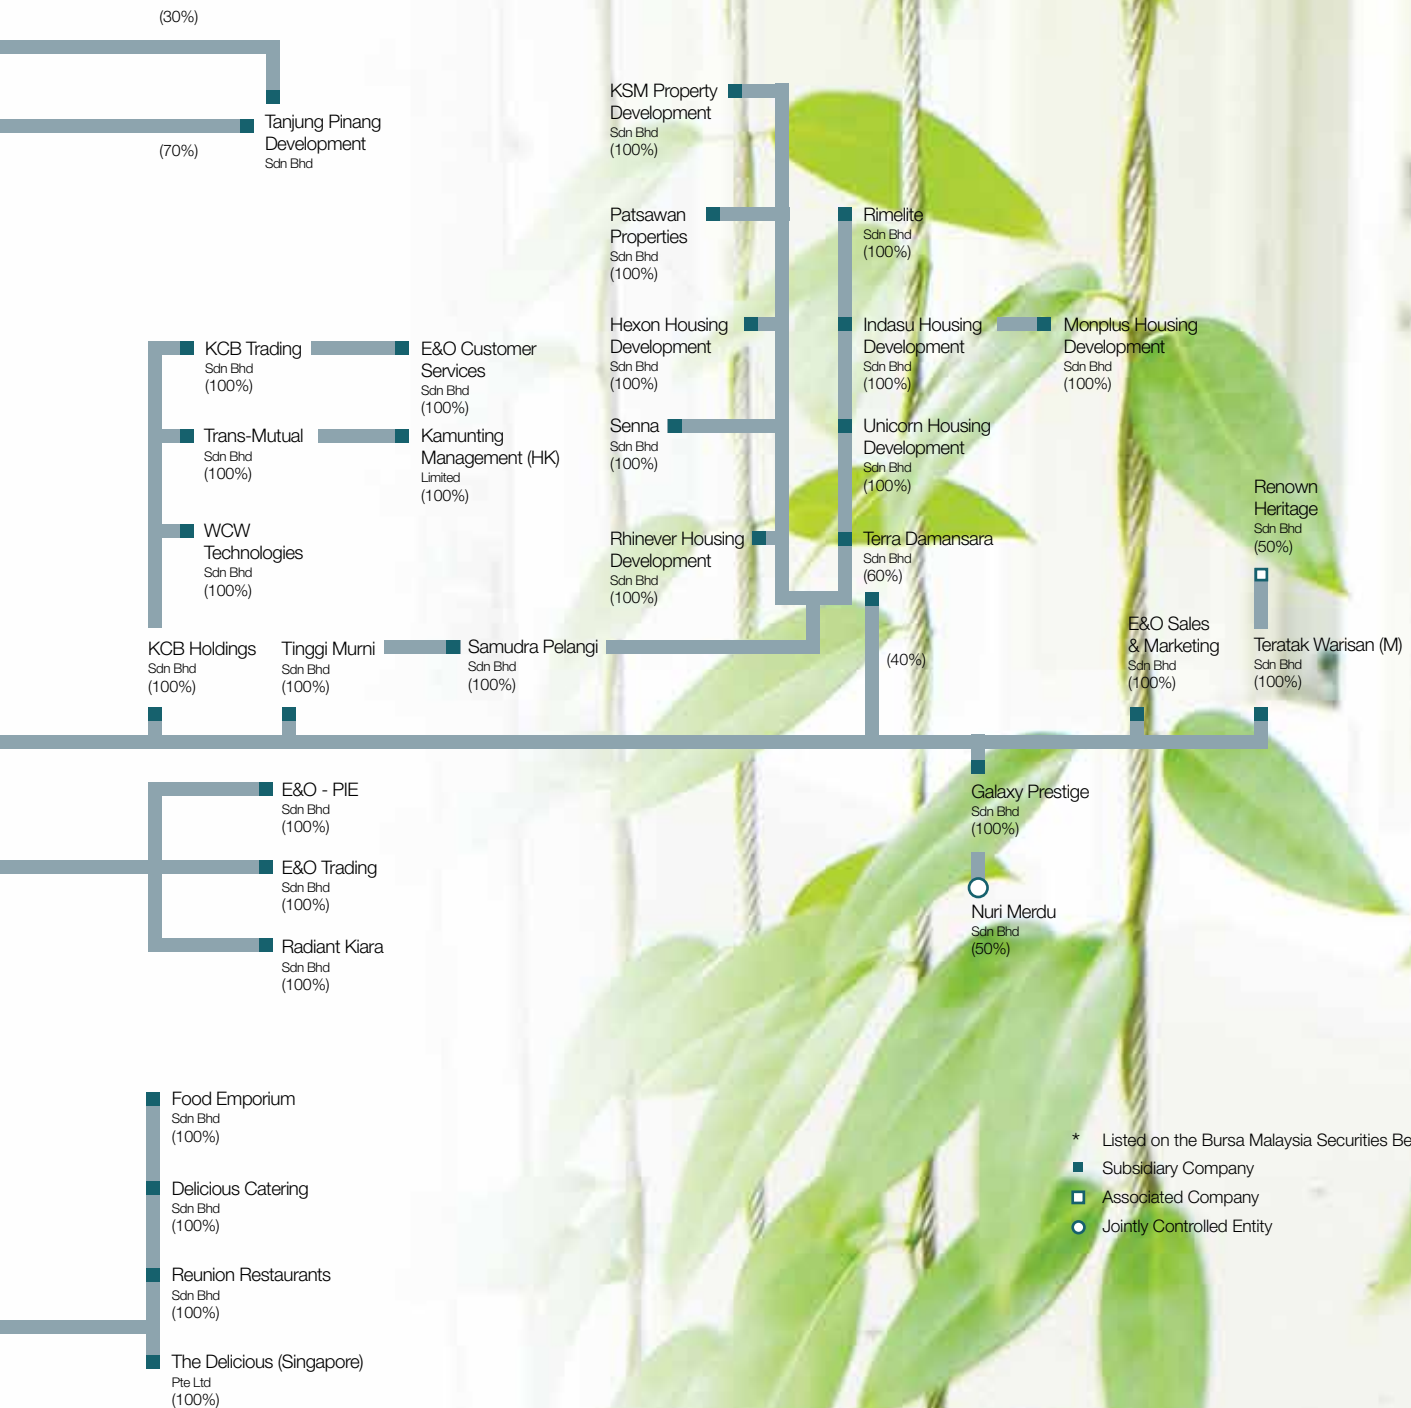 (30%)
Tanjung Pinang
Development
Sdn Bhd
(70%)
KSM Property
Development
Sdn Bhd
(100%)
Patsawan
Properties
Sdn Bhd
(100%)
Rimelite
Sdn Bhd
(100%)
Hexon Housing
Development
Sdn Bhd
(100%)
Indasu Housing
Development
Sdn Bhd
(100%)
Monplus Housing
Development
Sdn Bhd
(100%)
KCB Trading
Sdn Bhd
(100%)
E&O Customer
Services
Sdn Bhd
(100%)
Trans-Mutual
Sdn Bhd
(100%)
Kamunting
Management (HK)
Limited
(100%)
Senna
Sdn Bhd
(100%)
Unicorn Housing
Development
Sdn Bhd
(100%)
WCW
Technologies
Sdn Bhd
(100%)
Rhinever Housing
Development
Sdn Bhd
(100%)
Terra Damansara
Sdn Bhd
(60%)
Renown
Heritage
Sdn Bhd
(50%)
KCB Holdings
Sdn Bhd
(100%)
Tinggi Murni
Sdn Bhd
(100%)
Samudra Pelangi
Sdn Bhd
(100%)
(40%)
E&O Sales
& Marketing
Sdn Bhd
(100%)
Teratak Warisan (M)
Sdn Bhd
(100%)
E&O - PIE
Sdn Bhd
(100%)
Galaxy Prestige
Sdn Bhd
(100%)
E&O Trading
Sdn Bhd
(100%)
Nuri Merdu
Sdn Bhd
(50%)
Radiant Kiara
Sdn Bhd
(100%)
Food Emporium
Sdn Bhd
(100%)
Delicious Catering
Sdn Bhd
(100%)
Reunion Restaurants
Sdn Bhd
(100%)
The Delicious (Singapore)
Pte Ltd
(100%)
* Listed on the Bursa Malaysia Securities Be
Subsidiary Company
Associated Company
Jointly Controlled Entity